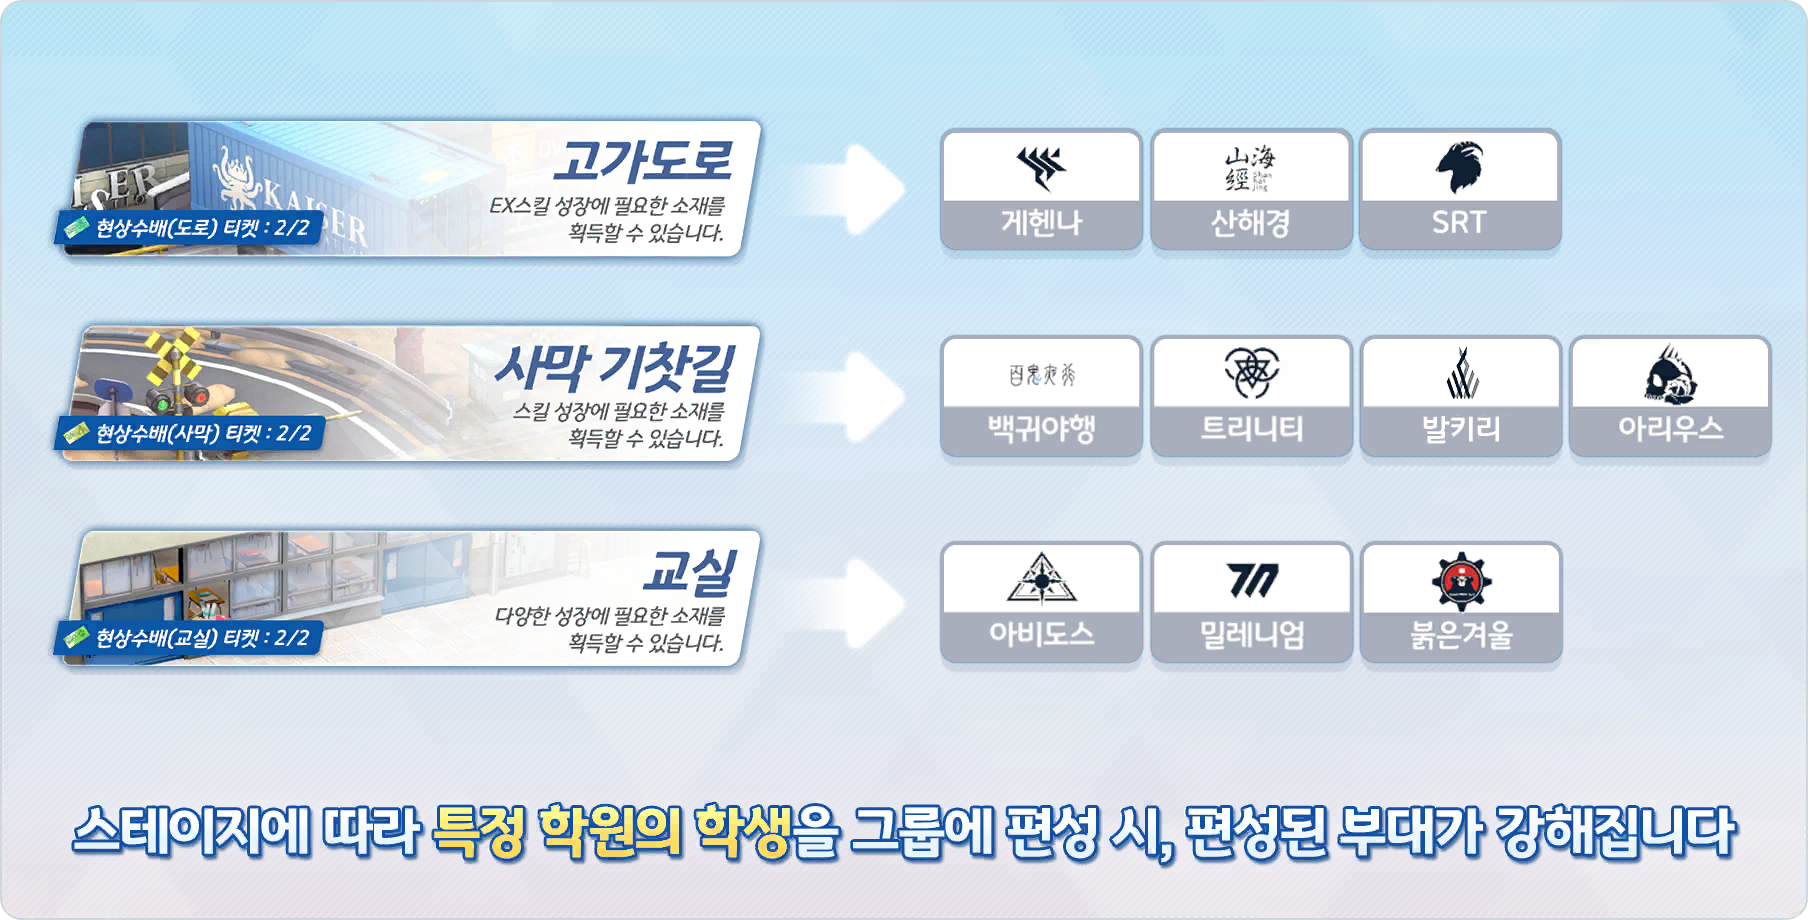 고가도로
EX스킬 성장에 필요한 소재를
획득할 수 있습니다.
KAISER
현상수배(도로) 티켓 : 2/2
山海經
Shan
hai
jing
게헨나
산해경
SRT
사막 기찻길
스킬 성장에 필요한 소재를
획득할 수 있습니다.
현상수배(사막) 티켓 : 2/2
百鬼夜行
백귀야행
트리니티
발키리
아리우스
교실
다양한 성장에 필요한 소재를
획득할 수 있습니다.
현상수배(교실) 티켓 : 2/2
아비도스
밀레니엄
붉은겨울
스테이지에 따라 특정 학원의 학생을 그룹에 편성 시, 편성된 부대가 강해집니다